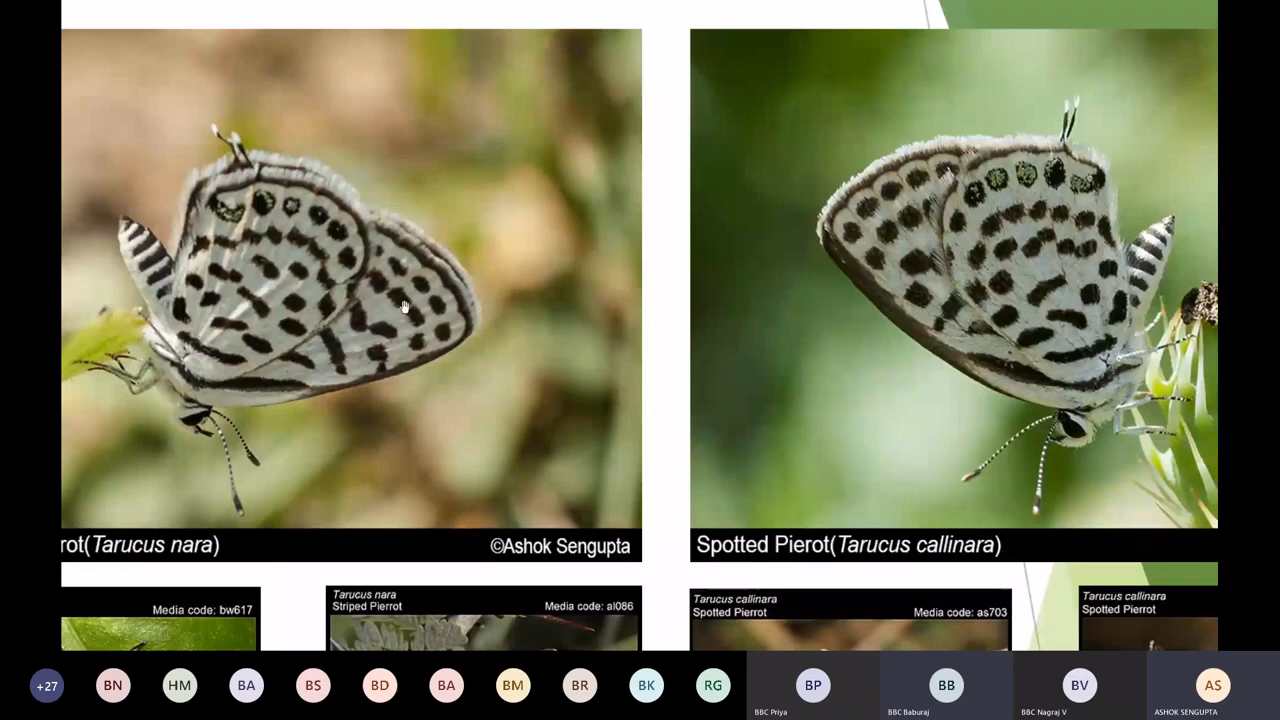 rot(Tarucus nara)
©Ashok Sengupta
Spotted Pierrot(Tarucus callinara)
Media code: bw617
Tarucus nara
Striped Pierrot
Media code: al086
Tarucus callinara
Spotted Pierrot
Media code: as703
Tarucus callinara
Spotted Pierrot
+27
BN
HM
BA
BS
BD
BA
BM
BR
BK
RG
BP
BBC Priya
BB
BBC Baburaj
BV
BBC Nagraj V
AS
ASHOK SENGUPTA